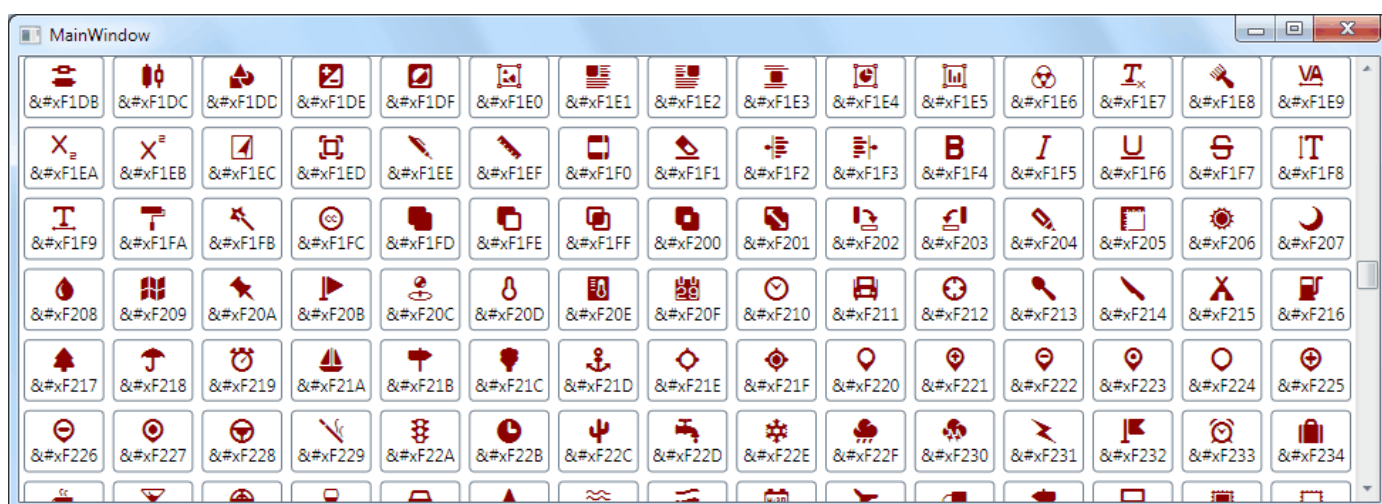 MainWindow
&#xF1DB &#xF1DC &#xF1DD &#xF1DE &#xF1DF &#xF1E0 &#xF1E1 &#xF1E2 &#xF1E3 &#xF1E4 &#xF1E5 &#xF1E6 &#xF1E7 &#xF1E8 &#xF1E9
&#xF1EA &#xF1EB &#xF1EC &#xF1ED &#xF1EE &#xF1EF &#xF1F0 &#xF1F1 &#xF1F2 &#xF1F3 &#xF1F4 &#xF1F5 &#xF1F6 &#xF1F7 &#xF1F8
&#xF1F9 &#xF1FA &#xF1FB &#xF1FC &#xF1FD &#xF1FE &#xF1FF &#xF200 &#xF201 &#xF202 &#xF203 &#xF204 &#xF205 &#xF206 &#xF207
&#xF208 &#xF209 &#xF20A &#xF20B &#xF20C &#xF20D &#xF20E &#xF20F &#xF210 &#xF211 &#xF212 &#xF213 &#xF214 &#xF215 &#xF216
&#xF217 &#xF218 &#xF219 &#xF21A &#xF21B &#xF21C &#xF21D &#xF21E &#xF21F &#xF220 &#xF221 &#xF222 &#xF223 &#xF224 &#xF225
&#xF226 &#xF227 &#xF228 &#xF229 &#xF22A &#xF22B &#xF22C &#xF22D &#xF22E &#xF22F &#xF230 &#xF231 &#xF232 &#xF233 &#xF234